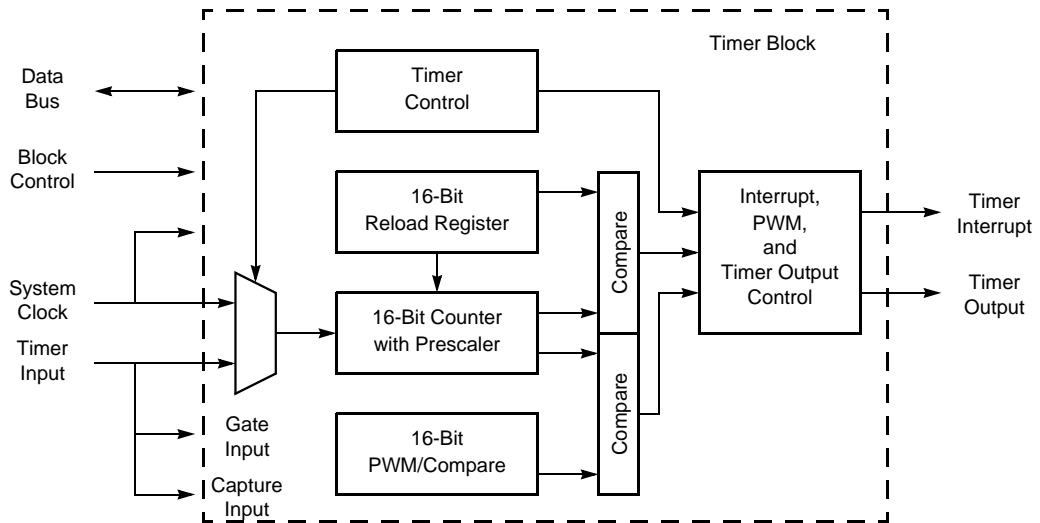 Timer Block
Data
Bus
Timer
Control
Block
Control
16-Bit
Reload Register
Compare
Interrupt,
PWM,
and
Timer Output
Control
Timer
Interrupt
System
Clock
16-Bit Counter
with Prescaler
Timer
Output
Timer
Input
Gate
Input
16-Bit
PWM/Compare
Compare
Capture
Input